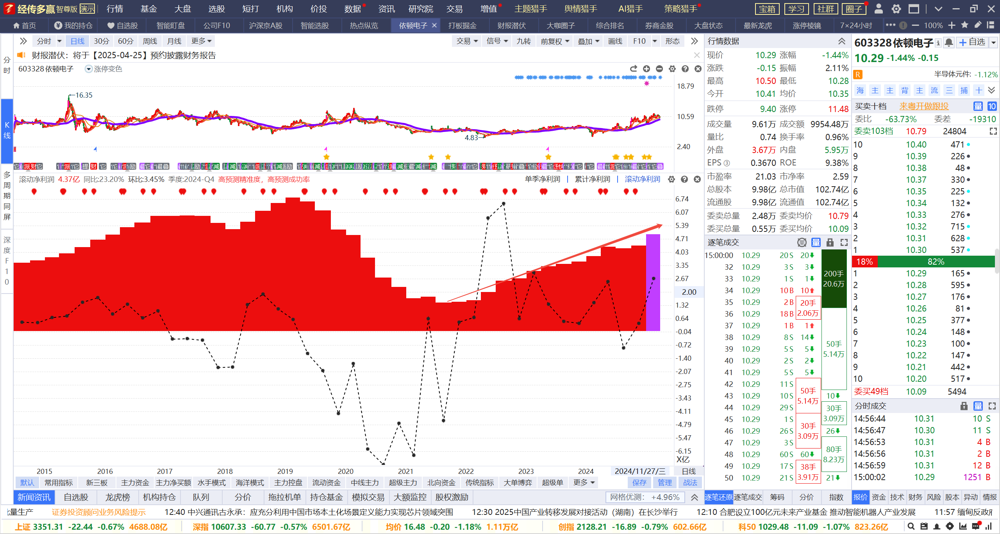 经传多赢 智尊版 演示 行情 基金 大盘 选股 短打 机构 价投 数据 资讯 研究院 交易 增值 主题猎手 舆情猎手 AI猎手 策略猎手 宝箱 学习 社群 圈子
首页 我的持仓 自选股 智能盯盘 公司F10 沪深京A股 智能选股 热点纵览 依顿电子 打板掘金 财报潜伏 大咖圈子 综合排名 券商金股 大盘状态 最新龙虎 涨停棱镜 7×24小时 100%
分时 日线 30分 60分 周线 月线 更多 交易 信号 九转 前复权 叠加 画线 F10 形态
财报潜伏：将于【2025-04-25】预约披露财务报告
603328 依顿电子 涨停变色
分时
K线
多周期同屏
深度F10
18.79
←16.35
10.59
4.83→
2.40
滚动净利润 4.37亿 同比:23.20% 环比:3.45% 季度:2024-Q4 高预测精准度，高预测成功率 单季净利润 | 累计净利润 | 滚动净利润
6.74
6.07
5.39
4.71
4.03
3.35
2.67
2.00
1.32
0.64
-0.04
-0.72
-1.40
-2.07
-2.75
-3.43
-4.11
-4.79
-5.47
-6.15
X亿
2015 2016 2017 2018 2019 2020 2021 2022 2023 2024 2024/11/27/三 日线
默认 常用指标 新三板 主力资金 主力净买额 水手模式 海洋模式 主力控盘 流动资金 中线主力 超级主力 北向资金 传统指标 大单博弈 超级单 更多 保存 管理 战法
新闻资讯 自选股 龙虎榜 机构持仓 队列 分价 拖拉机单 持仓基金 模拟交易 大额监控 股权激励 网格优测： +4.96%
行情数据
现价 10.29 涨幅 -1.44%
涨跌 -0.15 振幅 2.11%
最高 10.50 最低 10.28
今开 10.41 均价 10.35
跌停 9.40 涨停 11.48
成交量 9.61万 成交额 9954.48万
量比 0.74 换手率 0.96%
外盘 3.67万 内盘 5.95万
EPS ③ 0.3670 ROE 9.38%
市盈率 21.03 市净率 2.59
总股本 9.98亿 总市值 102.74亿
流通股 9.98亿 流通值 102.74亿
委卖总量 2.48万 委卖均价 10.79
委买总量 0.55万 委买均价 10.09
逐笔成交 单 量
15:00:00 10.29 20 S 20
32 10.29 3 S 3
33 10.29 1 S 1
34 10.29 10 B 10
35 10.29 2 B
36 10.29 18 B
37 10.29 1 B 1
38 10.29 8 S 14
39 10.29 5 S 5
40 10.29 2 S 2
41 10.29 5 S 5
42 10.29 11 S
43 10.29 10 S
44 10.29 29 S
45 10.29 1 S
46 10.29 26 S
47 10.29 3 S
48 10.29 60 S 60
49 10.29 17 S
50 10.29 21 S
20手
2.06万
50手
5.14万
30手
3.09万
38手
3.91万
200手
20.6万
50手
5.14万
10
30手
3.09万
26
80手
8.23万
21
逐笔还原 逐笔成交 筹码 分价 指数
603328 依顿电子 自选
10.29 -1.44% -0.15
R 半导体元件: -1.12%
海 主 主 背 主 流 三 捕 十
买卖十档 来粤开做跟投 量 10
委比 -63.73% 委差 -19310
委卖103档 10.79 24804
10 10.40 471
9 10.39 226
8 10.38 48
7 10.37 330
6 10.35 225
5 10.34 132
4 10.33 276
3 10.32 715
2 10.31 628
1 10.30 537
18% 82%
1 10.29 165
2 10.28 595
3 10.27 176
4 10.26 81
5 10.25 377
6 10.24 148
7 10.23 100
8 10.22 147
9 10.21 442
10 10.20 517
委买49档 10.09 5494
分时成交 量
14:56:44 10.31 10 S
14:56:47 10.30 11 S
14:56:53 10.31 4 B
14:56:56 10.31 2 B
14:56:59 10.31 12 B
15:00:02 10.29 1251 B
报价 资金 技术 财务 风险 股本 异动 情报
量生产 证券投资顾问业务风险提示 12:40 中兴通讯古永承：应充分利用中国市场本土化场景定义能力实现芯片领域突围 12:30 2025中国产业转移发展对接活动（湖南）在长沙举行 12:10 合肥设立100亿元未来产业基金 推动智能机器人产业发展 11:57 缅甸反政府
上证 3351.31 -22.44 -0.67% 4688.08亿 深指 10607.33 -60.77 -0.57% 6501.67亿 均价 16.48 -0.20 -1.18% 1.11万亿 创指 2128.21 -16.89 -0.79% 602.66亿 科50 1029.48 -11.09 -1.07% 823.26亿